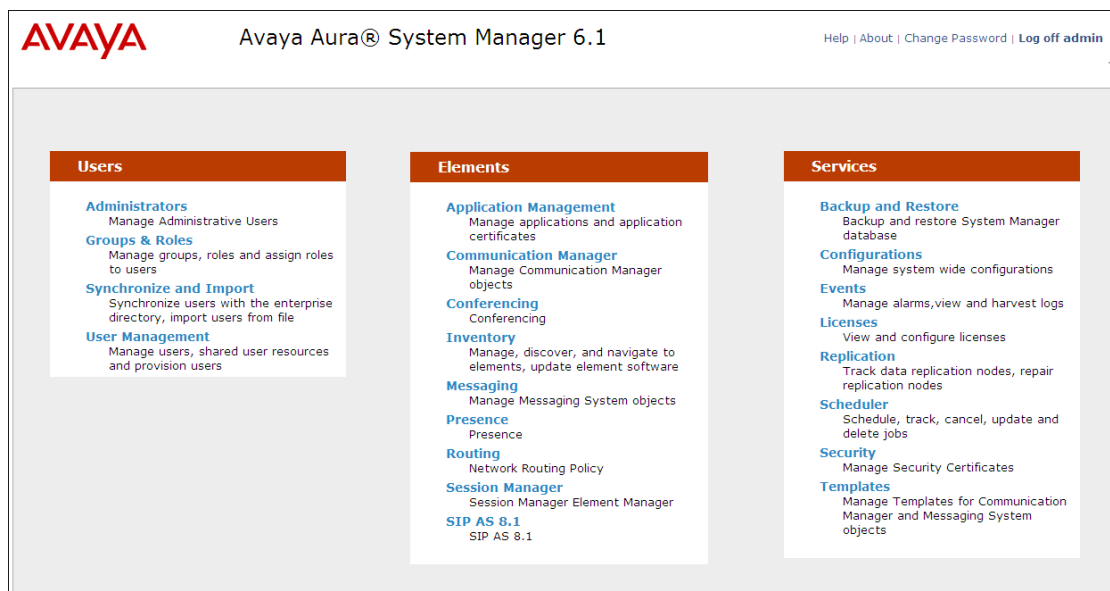 AVAYA
Avaya Aura® System Manager 6.1
Help | About | Change Password | Log off admin
Users
Administrators
Manage Administrative Users
Groups & Roles
Manage groups, roles and assign roles
to users
Synchronize and Import
Synchronize users with the enterprise
directory, import users from file
User Management
Manage users, shared user resources
and provision users
Elements
Application Management
Manage applications and application
certificates
Communication Manager
Manage Communication Manager
objects
Conferencing
Conferencing
Inventory
Manage, discover, and navigate to
elements, update element software
Messaging
Manage Messaging System objects
Presence
Presence
Routing
Network Routing Policy
Session Manager
Session Manager Element Manager
SIP AS 8.1
SIP AS 8.1
Services
Backup and Restore
Backup and restore System Manager
database
Configurations
Manage system wide configurations
Events
Manage alarms,view and harvest logs
Licenses
View and configure licenses
Replication
Track data replication nodes, repair
replication nodes
Scheduler
Schedule, track, cancel, update and
delete jobs
Security
Manage Security Certificates
Templates
Manage Templates for Communication
Manager and Messaging System
objects